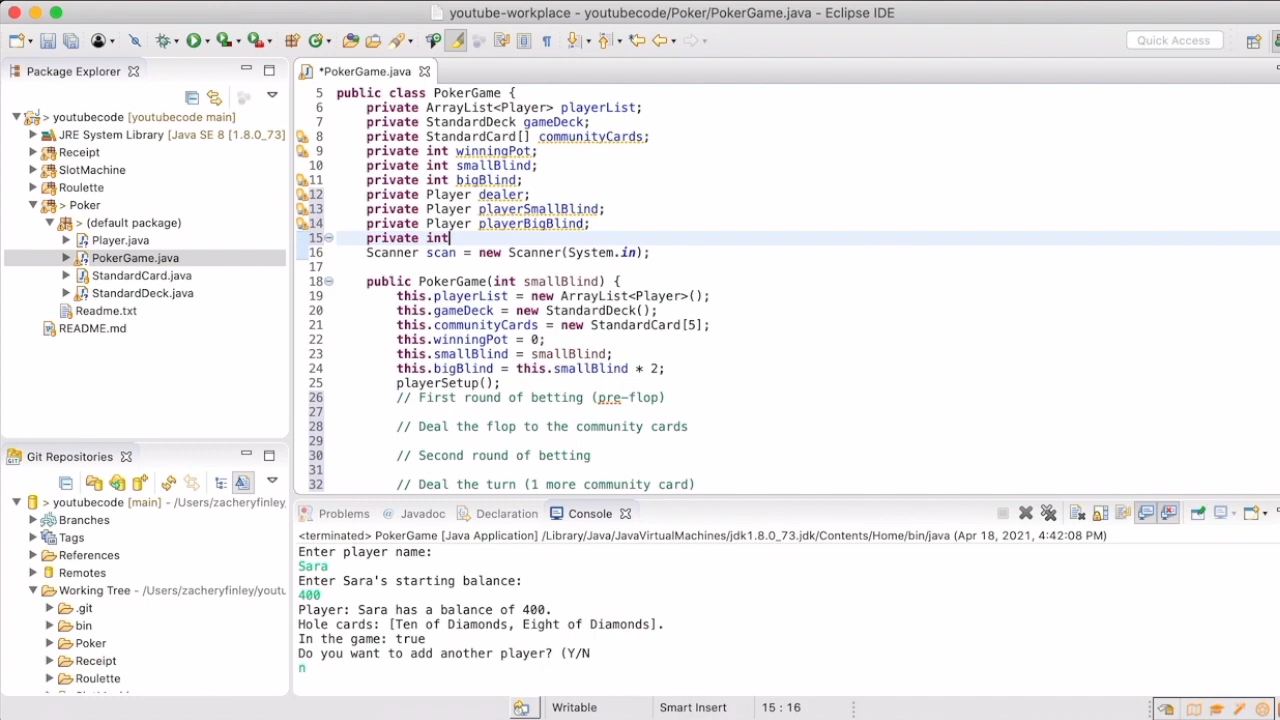 youtube-workplace - youtubecode/Poker/PokerGame.java - Eclipse IDE
Quick Access
Package Explorer
> youtubecode [youtubecode main]
JRE System Library [Java SE 8 [1.8.0_73]
Receipt
SlotMachine
Roulette
> Poker
> (default package)
Player.java
PokerGame.java
StandardCard.java
StandardDeck.java
Readme.txt
README.md
*PokerGame.java
5 public class PokerGame {
6 private ArrayList<Player> playerList;
7 private StandardDeck gameDeck;
8 private StandardCard[] communityCards;
9 private int winningPot;
10 private int smallBlind;
11 private int bigBlind;
12 private Player dealer;
13 private Player playerSmallBlind;
14 private Player playerBigBlind;
15 private int
16 Scanner scan = new Scanner(System.in);
17
18 public PokerGame(int smallBlind) {
19 this.playerList = new ArrayList<Player>();
20 this.gameDeck = new StandardDeck();
21 this.communityCards = new StandardCard[5];
22 this.winningPot = 0;
23 this.smallBlind = smallBlind;
24 this.bigBlind = this.smallBlind * 2;
25 playerSetup();
26 // First round of betting (pre-flop)
27
28 // Deal the flop to the community cards
29
30 // Second round of betting
31
32 // Deal the turn (1 more community card)
Git Repositories
> youtubecode [main] - /Users/zacheryfinley
Branches
Tags
References
Remotes
Working Tree - /Users/zacheryfinley/youtu
.git
bin
Poker
Receipt
Roulette
Problems @ Javadoc Declaration Console
<terminated> PokerGame [Java Application] /Library/Java/JavaVirtualMachines/jdk1.8.0_73.jdk/Contents/Home/bin/java (Apr 18, 2021, 4:42:08 PM)
Enter player name:
Sara
Enter Sara's starting balance:
400
Player: Sara has a balance of 400.
Hole cards: [Ten of Diamonds, Eight of Diamonds].
In the game: true
Do you want to add another player? (Y/N
n
Writable Smart Insert 15 : 16